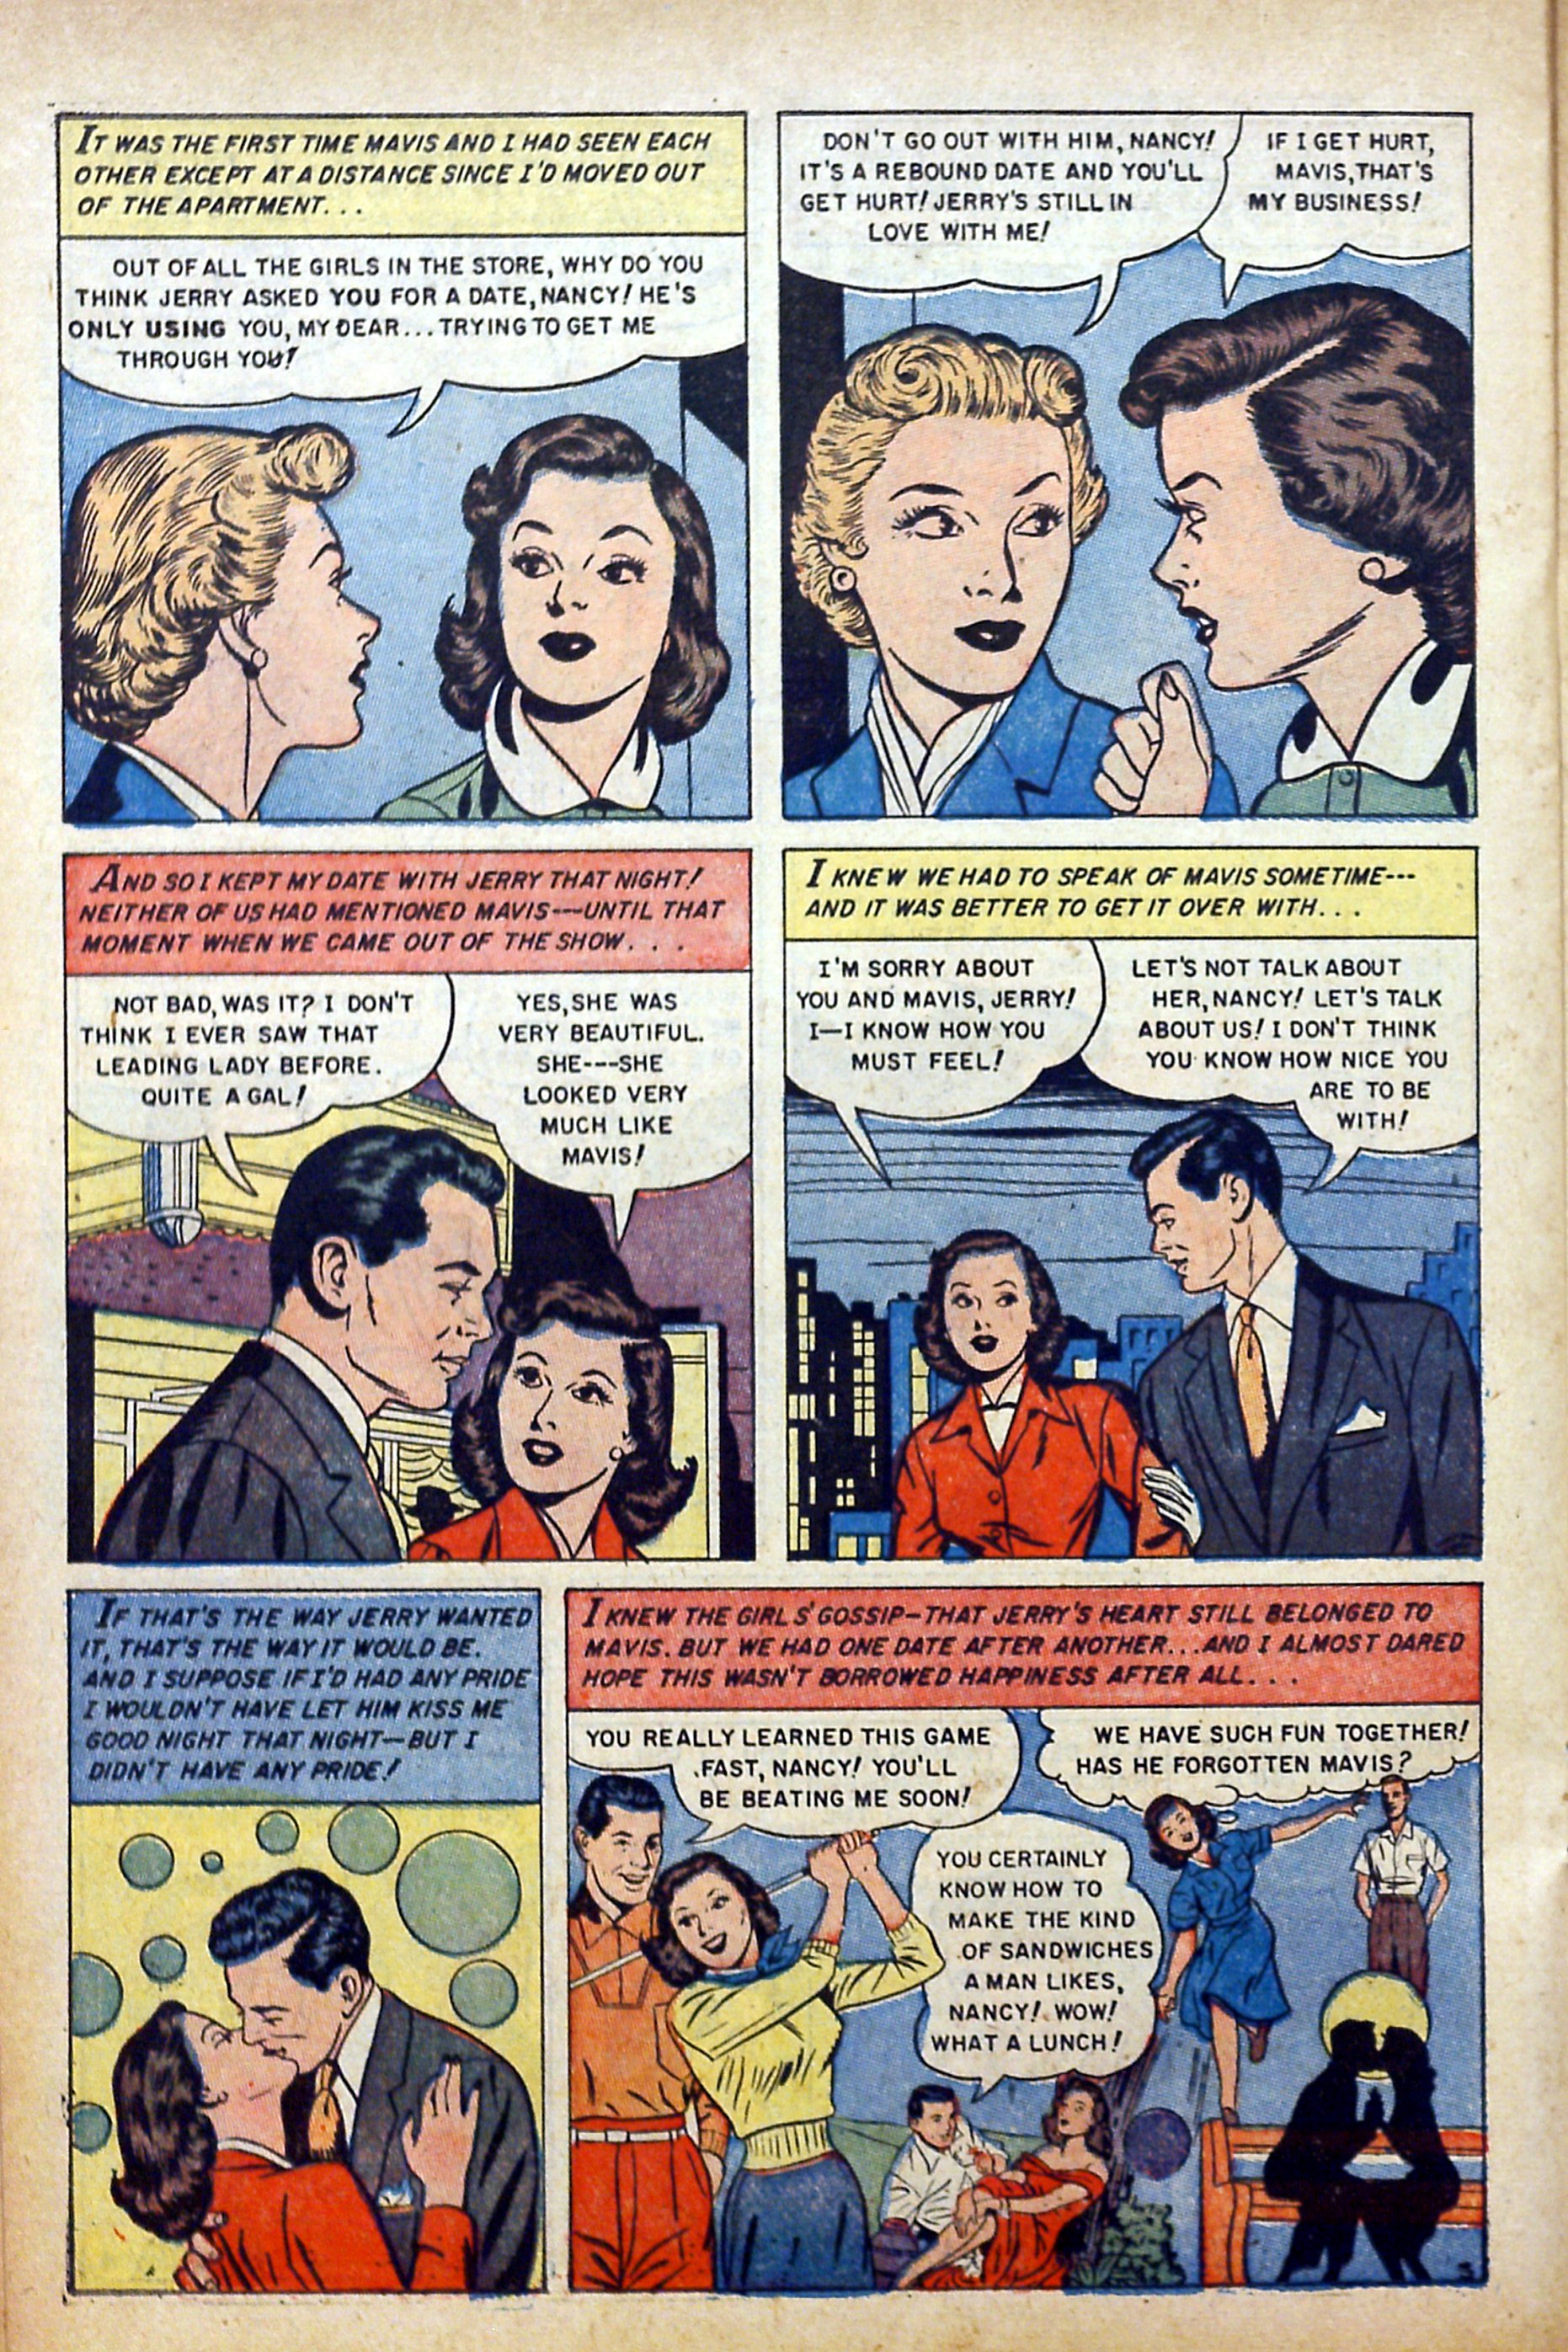 IT WAS THE FIRST TIME MAVIS AND I HAD SEEN EACH
OTHER EXCEPT AT A DISTANCE SINCE I'D MOVED OUT
OF THE APARTMENT...
OUT OF ALL THE GIRLS IN THE STORE, WHY DO YOU
THINK JERRY ASKED YOU FOR A DATE, NANCY! HE'S
ONLY USING YOU, MY DEAR... TRYING TO GET ME
THROUGH YOU!
DON'T GO OUT WITH HIM, NANCY!
IT'S A REBOUND DATE AND YOU'LL
GET HURT! JERRY'S STILL IN
LOVE WITH ME!
IF I GET HURT,
MAVIS, THAT'S
MY BUSINESS!
AND SO I KEPT MY DATE WITH JERRY THAT NIGHT!
NEITHER OF US HAD MENTIONED MAVIS---UNTIL THAT
MOMENT WHEN WE CAME OUT OF THE SHOW...
NOT BAD, WAS IT? I DON'T
THINK I EVER SAW THAT
LEADING LADY BEFORE.
QUITE A GAL!
YES, SHE WAS
VERY BEAUTIFUL.
SHE---SHE
LOOKED VERY
MUCH LIKE
MAVIS!
I KNEW WE HAD TO SPEAK OF MAVIS SOMETIME---
AND IT WAS BETTER TO GET IT OVER WITH...
I'M SORRY ABOUT
YOU AND MAVIS, JERRY!
I—I KNOW HOW YOU
MUST FEEL!
LET'S NOT TALK ABOUT
HER, NANCY! LET'S TALK
ABOUT US! I DON'T THINK
YOU KNOW HOW NICE YOU
ARE TO BE
WITH!
IF THAT'S THE WAY JERRY WANTED
IT, THAT'S THE WAY IT WOULD BE.
AND I SUPPOSE IF I'D HAD ANY PRIDE
I WOULDN'T HAVE LET HIM KISS ME
GOOD NIGHT THAT NIGHT—BUT I
DIDN'T HAVE ANY PRIDE!
I KNEW THE GIRLS' GOSSIP—THAT JERRY'S HEART STILL BELONGED TO
MAVIS. BUT WE HAD ONE DATE AFTER ANOTHER...AND I ALMOST DARED
HOPE THIS WASN'T BORROWED HAPPINESS AFTER ALL...
YOU REALLY LEARNED THIS GAME
FAST, NANCY! YOU'LL
BE BEATING ME SOON!
WE HAVE SUCH FUN TOGETHER!
HAS HE FORGOTTEN MAVIS?
YOU CERTAINLY
KNOW HOW TO
MAKE THE KIND
OF SANDWICHES
A MAN LIKES,
NANCY! WOW!
WHAT A LUNCH!
3